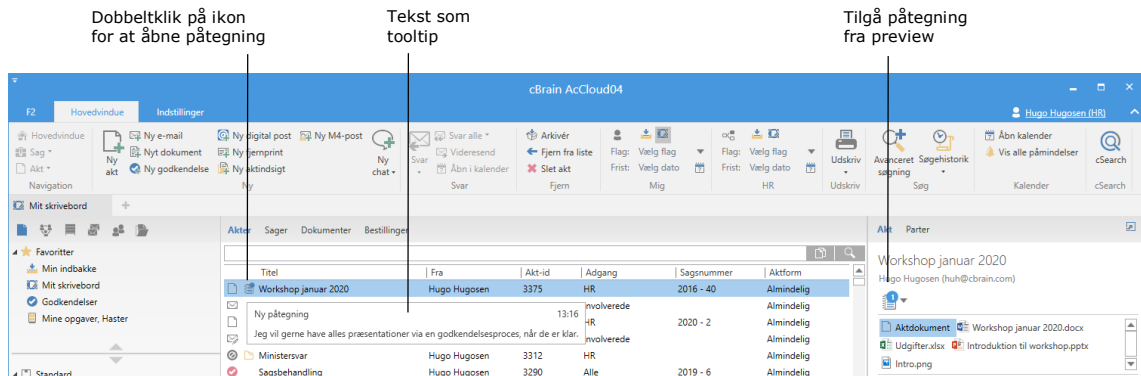 Dobbeltklik på ikon
for at åbne påtegning
Tekst som
tooltip
Tilgå påtegning
fra preview
cBrain AcCloud04
F2 Hovedvindue Indstillinger Hugo Hugosen (HR)
Hovedvindue
Sag
Akt
Navigation
Ny
akt
Ny e-mail
Nyt dokument
Ny godkendelse
Ny digital post
Ny fjernprint
Ny aktindsigt
Ny M4-post
Ny
chat
Ny
Svar
Svar alle
Videresend
Åbn i kalender
Svar
Arkivér
Fjern fra liste
Slet akt
Fjern
Flag: Vælg flag
Frist: Vælg dato
Mig
Flag: Vælg flag
Frist: Vælg dato
HR
Udskriv
Udskriv
Avanceret
søgning
Søgehistorik
Søg
Åbn kalender
Vis alle påmindelser
Kalender
cSearch
cSearch
Mit skrivebord +
Favoritter
Min indbakke
Mit skrivebord
Godkendelser
Mine opgaver, Haster
Standard
Akter Sager Dokumenter Bestillinger
Titel Fra Akt-id Adgang Sagsnummer Aktform
Workshop januar 2020 Hugo Hugosen 3375 HR 2016 - 40 Almindelig
nvolverede Almindelig
HR 2020 - 2 Almindelig
nvolverede Almindelig
Ny påtegning 13:16
Jeg vil gerne have alles præsentationer via en godkendelsesproces, når de er klar.
Ministersvar Hugo Hugosen 3312 HR Almindelig
Sagsbehandling Hugo Hugosen 3290 Alle 2019 - 6 Almindelig
Akt Parter
Workshop januar 2020
Hugo Hugosen (huh@cbrain.com)
1
Aktdokument Workshop januar 2020.docx
Udgifter.xlsx Introduktion til workshop.pptx
Intro.png